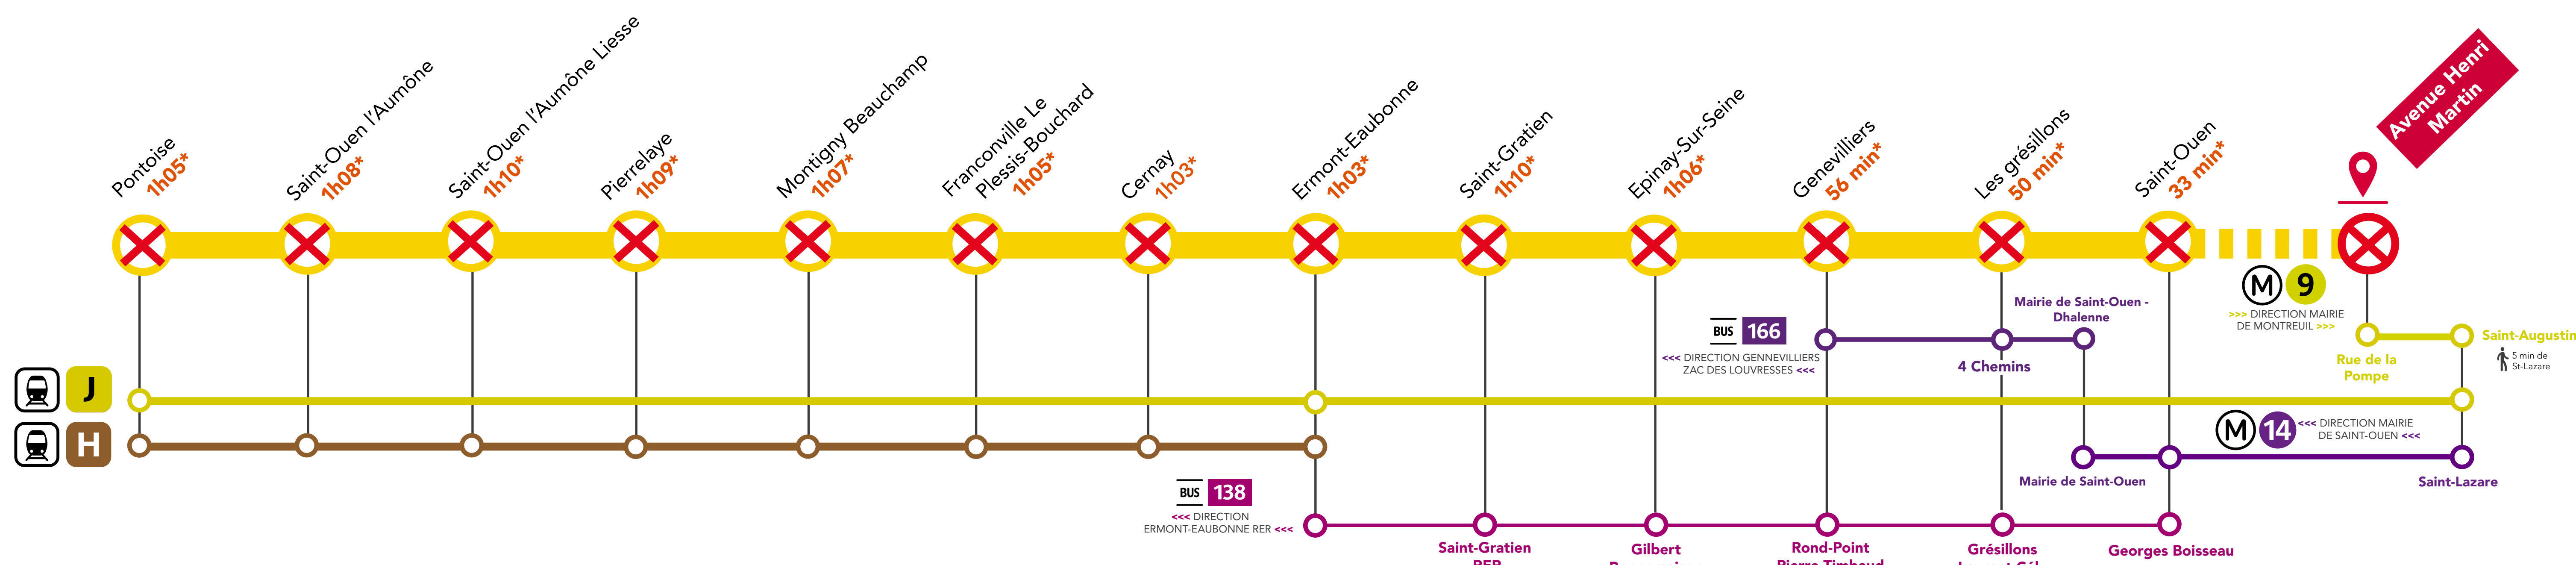 Pontoise
1h05*
Saint-Ouen l'Aumône
1h08*
Saint-Ouen l'Aumône Liesse
1h10*
Pierrelaye
1h09*
Montigny Beauchamp
1h07*
Franconville Le
Plessis-Bouchard
1h05*
Cernay
1h03*
Ermont-Eaubonne
1h03*
Saint-Gratien
1h10*
Epinay-Sur-Seine
1h06*
Genevilliers
56 min*
Les grésillons
50 min*
Saint-Ouen
33 min*
Avenue Henri
Martin
M 9
>>> DIRECTION MAIRIE
DE MONTREUIL >>>
Mairie de Saint-Ouen -
Dhalenne
BUS 166
<<< DIRECTION GENNEVILLIERS
ZAC DES LOUVRESSES <<<
4 Chemins
Rue de la
Pompe
Saint-Augustin
5 min de
St-Lazare
J
H
M 14
<<< DIRECTION MAIRIE
DE SAINT-OUEN <<<
Mairie de Saint-Ouen
Saint-Lazare
BUS 138
<<< DIRECTION
ERMONT-EAUBONNE RER <<<
Saint-Gratien
RER
Gilbert
Rond-Point
Pierre Timbaud
Grésillons
Georges Boisseau